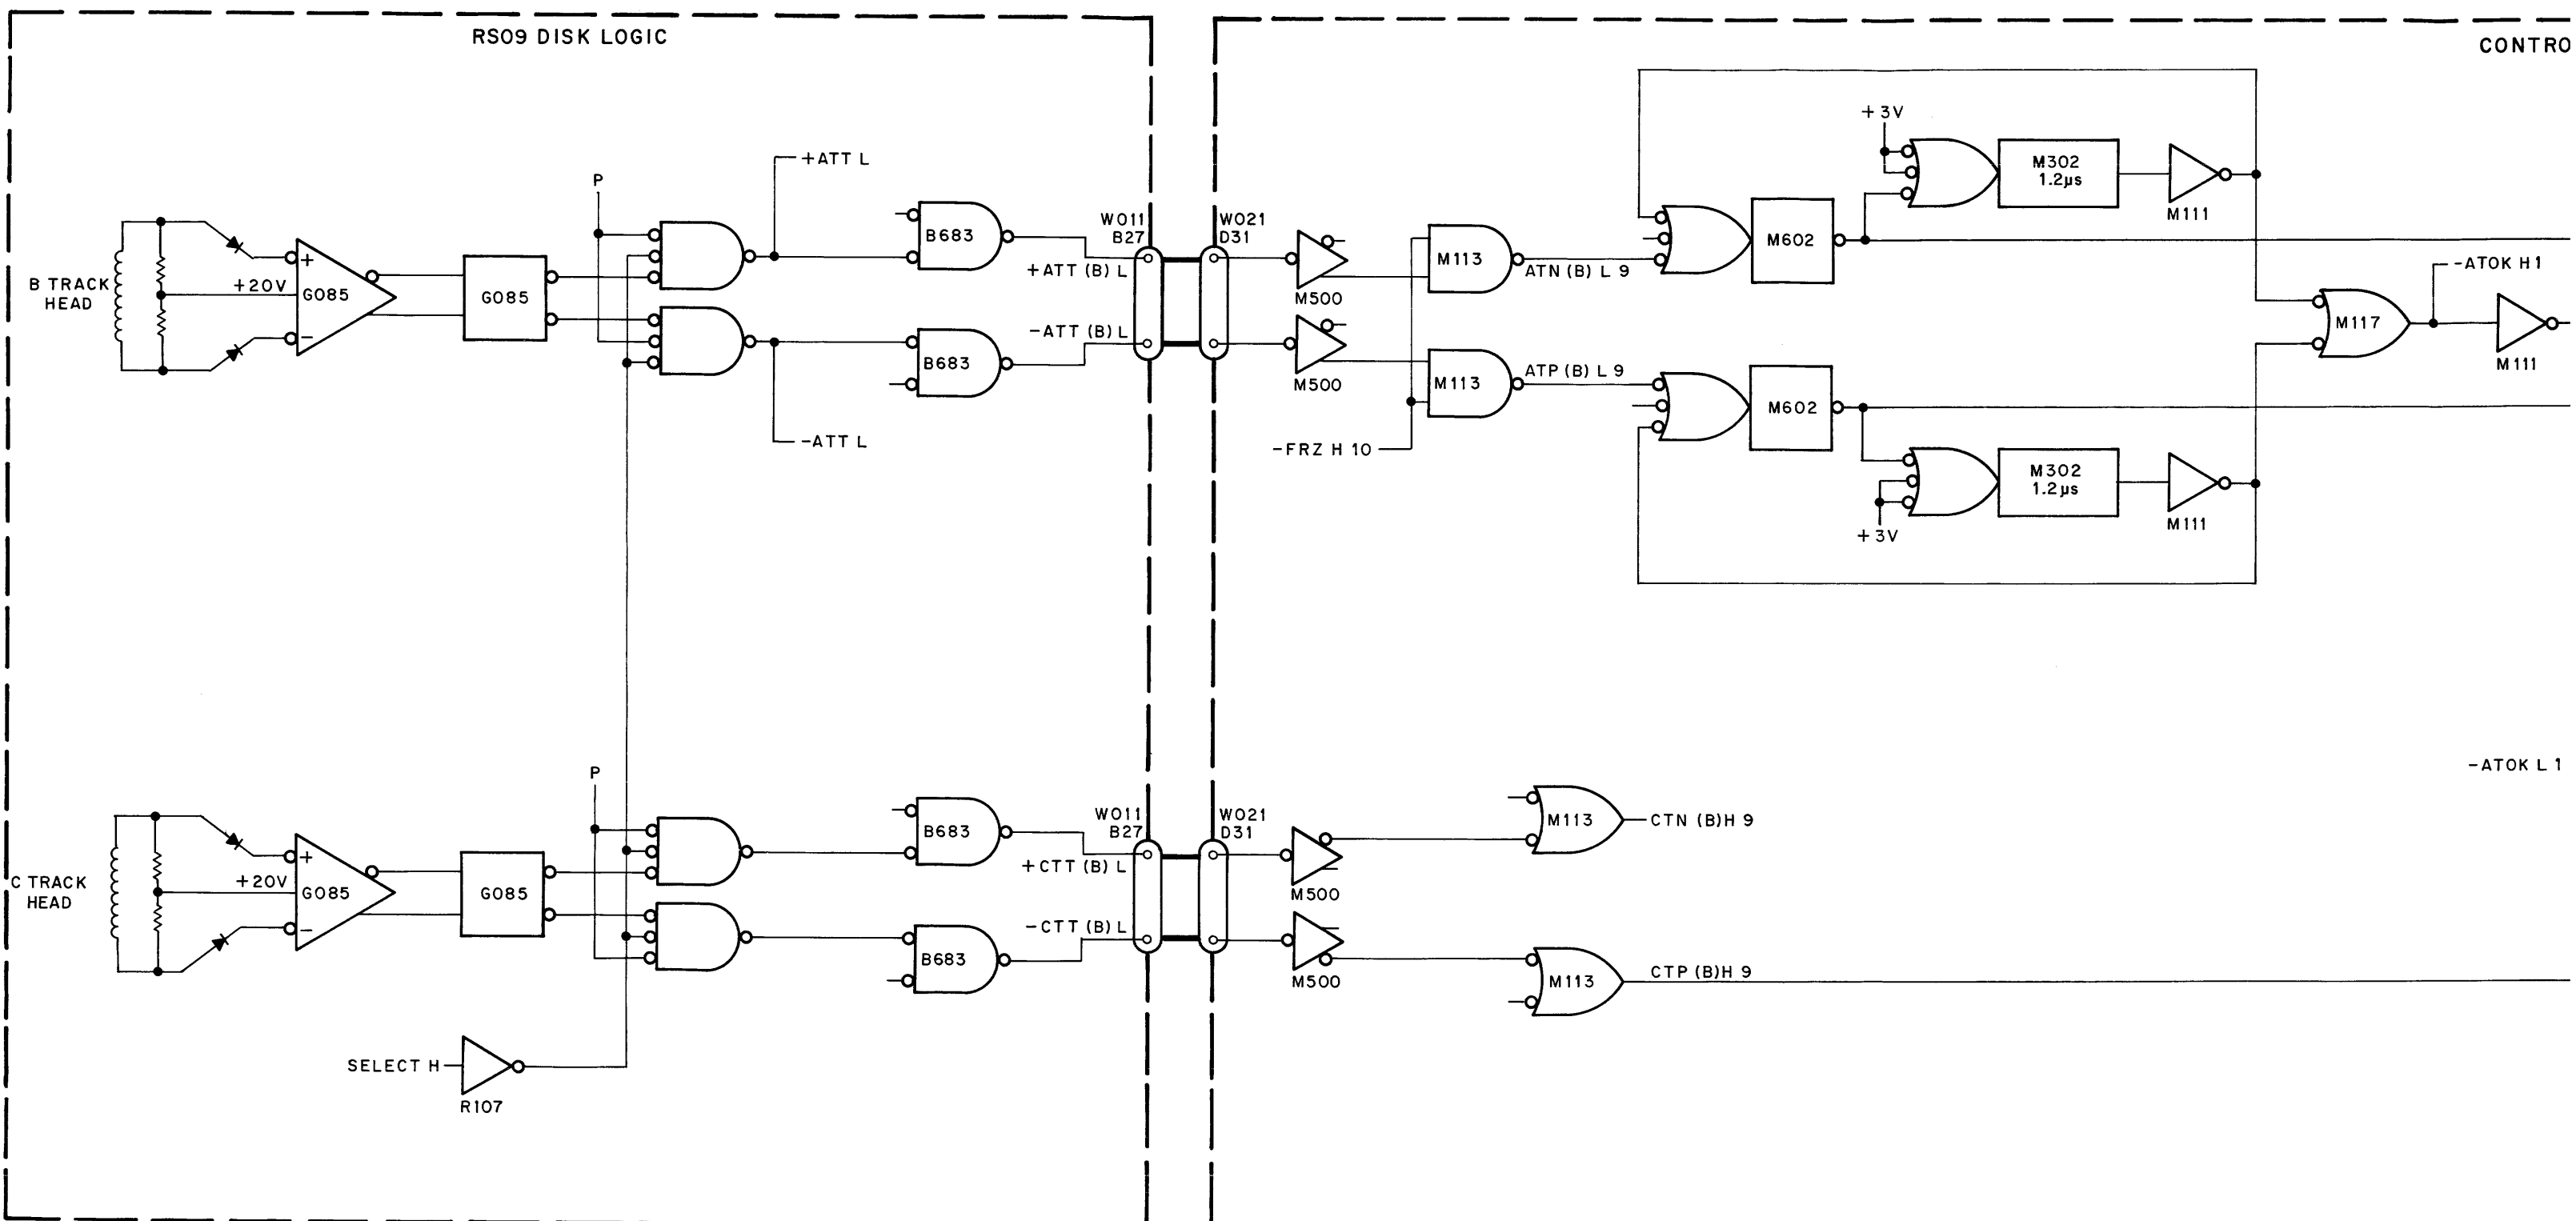 RS09 DISK LOGIC
CONTRO
+3V
+ATT L
M302
1.2µs
P
M111
W011
B27
W021
D31
B683
M602
+ATT (B) L
M113
ATN (B) L 9
-ATOK H1
B TRACK
HEAD
+20V
G085
G085
M500
M117
-ATT (B) L
B683
M500
M113
ATP (B) L 9
M602
M111
-ATT L
-FRZ H 10
M302
1.2µs
M111
+3V
P
-ATOK L 1
W011
B27
W021
D31
B683
M113
CTN (B)H 9
+CTT (B) L
C TRACK
HEAD
+20V
G085
G085
M500
-CTT (B) L
B683
M500
M113
CTP (B)H 9
SELECT H
R107